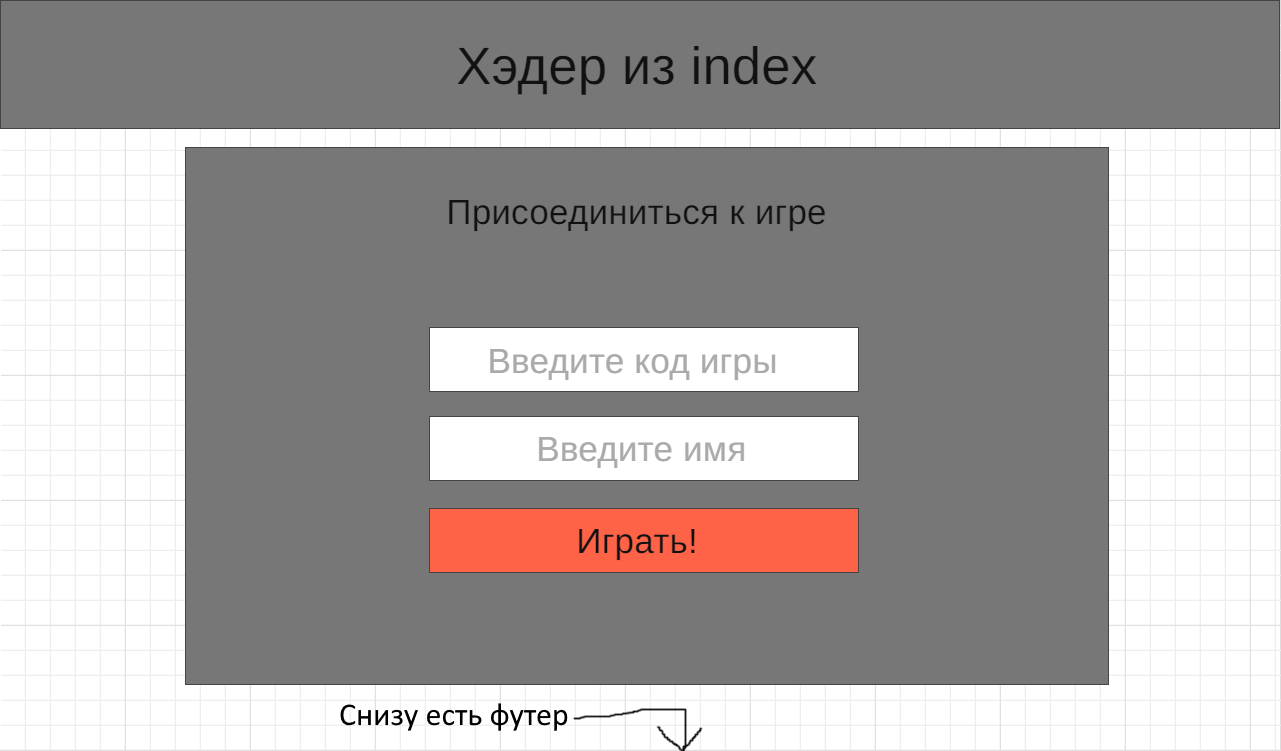 Хэдер из index
Присоединиться к игре
Введите код игры
Введите имя
Играть!
Снизу есть футер